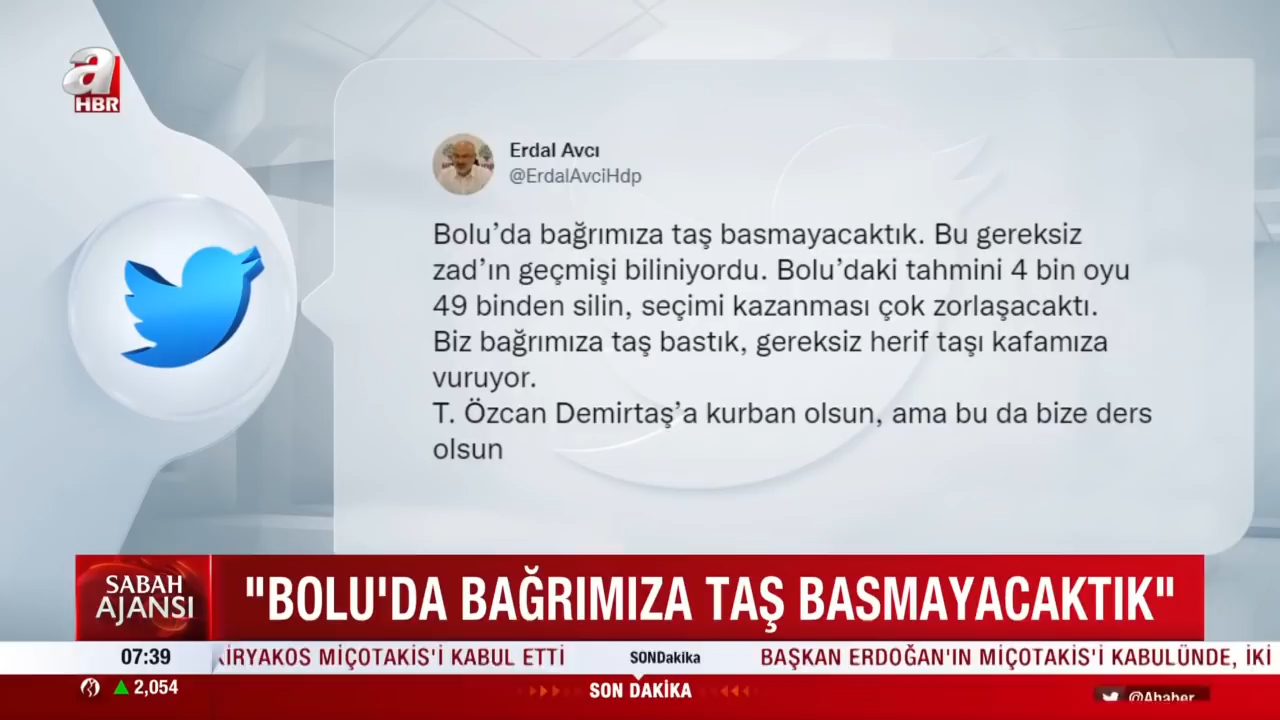 a
HBR
Erdal Avcı
@ErdalAvciHdp
Bolu’da bağrımıza taş basmayacaktık. Bu gereksiz
zad’ın geçmişi biliniyordu. Bolu’daki tahmini 4 bin oyu
49 binden silin, seçimi kazanması çok zorlaşacaktı.
Biz bağrımıza taş bastık, gereksiz herif taşı kafamıza
vuruyor.
T. Özcan Demirtaş’a kurban olsun, ama bu da bize ders
olsun
SABAH
AJANSI
"BOLU'DA BAĞRIMIZA TAŞ BASMAYACAKTIK"
07:39
KİRYAKOS MİÇOTAKİS'İ KABUL ETTİ
SONDakika
BAŞKAN ERDOĞAN'IN MİÇOTAKİS'İ KABULÜNDE, İKİ
2,054
SON DAKİKA
@Ahaber